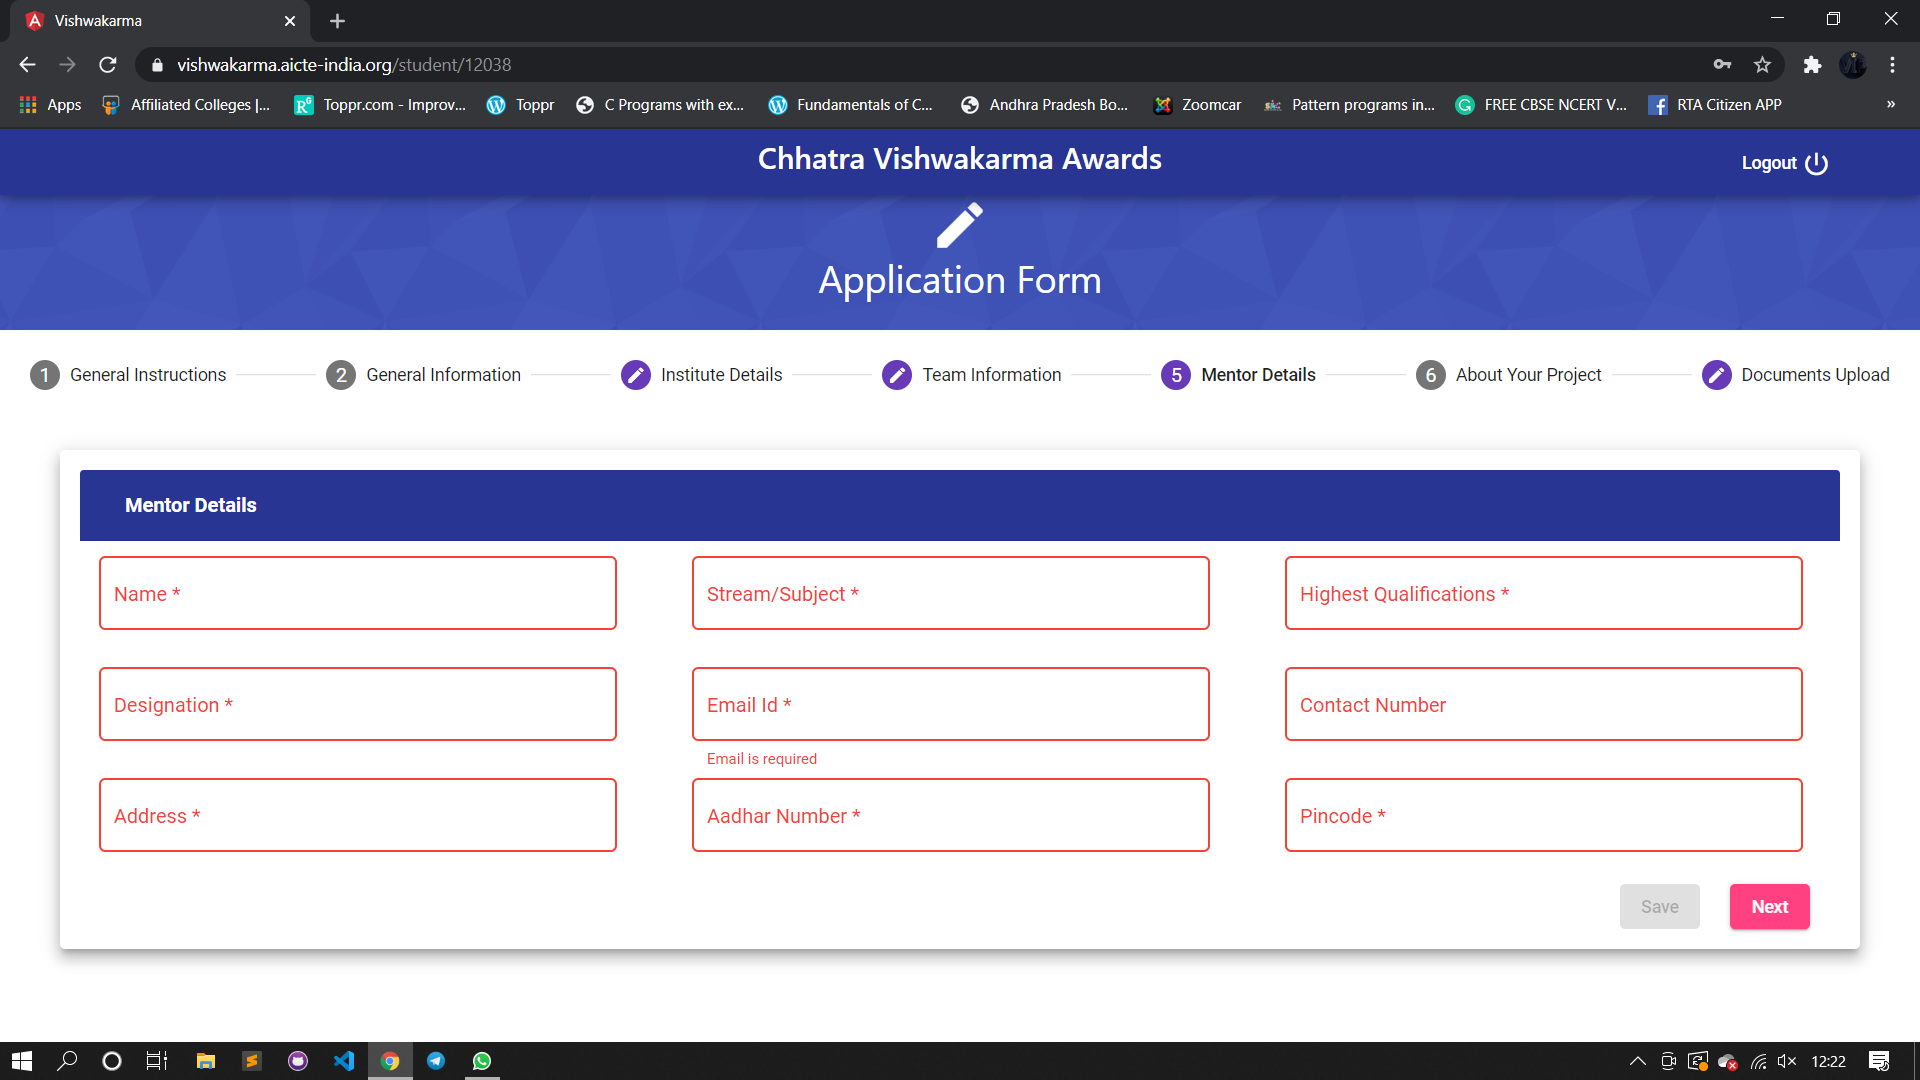 Vishwakarma
vishwakarma.aicte-india.org/student/12038
Apps Affiliated Colleges |... Toppr.com - Improv... Toppr C Programs with ex... Fundamentals of C... Andhra Pradesh Bo... Zoomcar Pattern programs in... FREE CBSE NCERT V... RTA Citizen APP »
Chhatra Vishwakarma Awards
Logout
Application Form
1 General Instructions 2 General Information Institute Details Team Information 5 Mentor Details 6 About Your Project Documents Upload
Mentor Details
Name * Stream/Subject * Highest Qualifications *
Designation * Email Id * Contact Number
Email is required
Address * Aadhar Number * Pincode *
Save Next
12:22